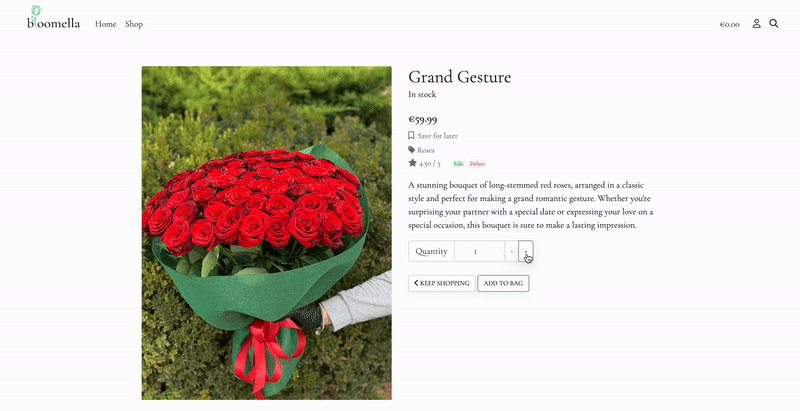 bloomella
Home Shop
€0.00
Grand Gesture
In stock
€59.99
Save for later
Roses
4.50 / 5 Edit Delete
A stunning bouquet of long-stemmed red roses, arranged in a classic
style and perfect for making a grand romantic gesture. Whether you're
surprising your partner with a special date or expressing your love on a
special occasion, this bouquet is sure to make a lasting impression.
Quantity 1 -
KEEP SHOPPING ADD TO BAG